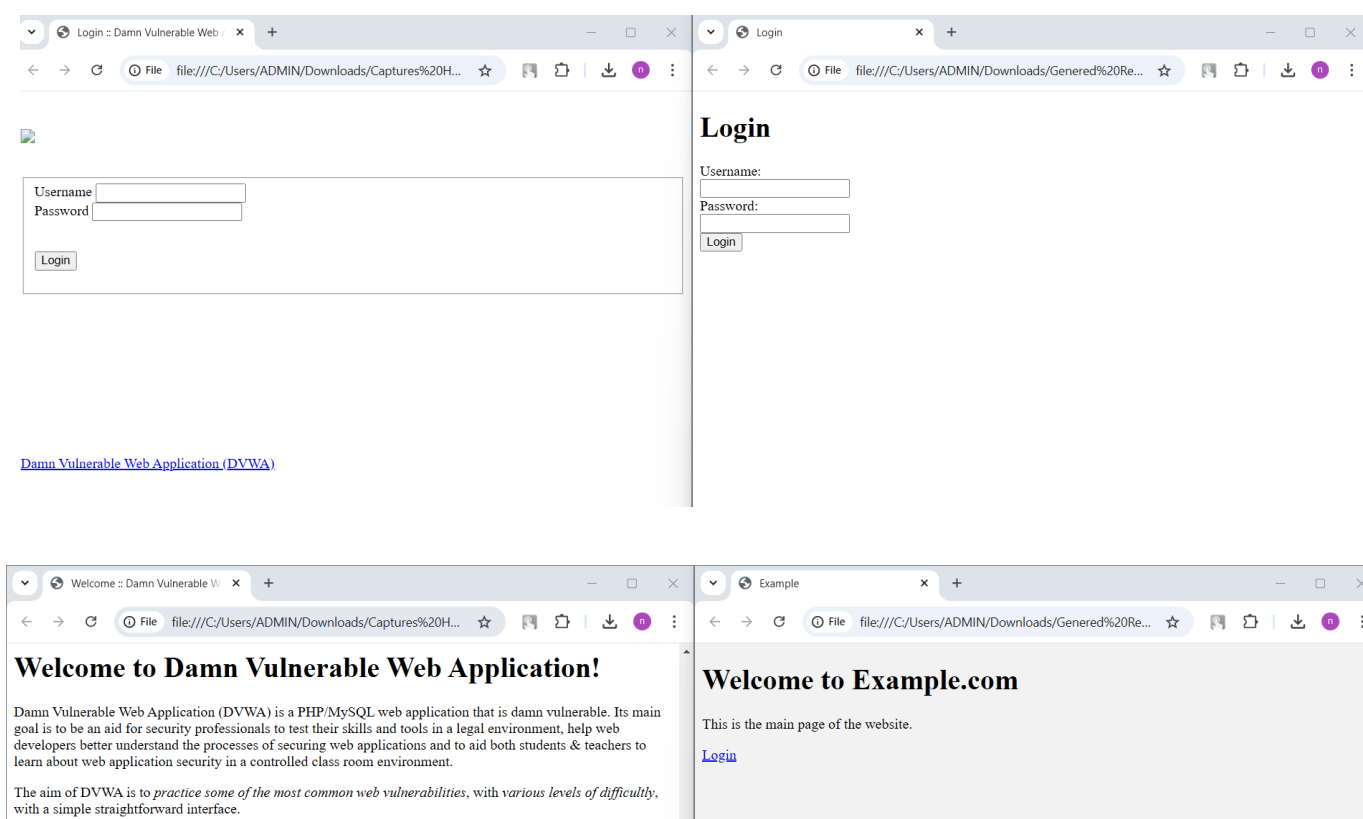 Login :: Damn Vulnerable Web
Login
File file:///C:/Users/ADMIN/Downloads/Captures%20H...
n
File file:///C:/Users/ADMIN/Downloads/Genered%20Re...
n
Username
Password
Login
Damn Vulnerable Web Application (DVWA)
Login
Username:
Password:
Login
Welcome :: Damn Vulnerable W
Example
File file:///C:/Users/ADMIN/Downloads/Captures%20H...
n
File file:///C:/Users/ADMIN/Downloads/Genered%20Re...
n
Welcome to Damn Vulnerable Web Application!
Damn Vulnerable Web Application (DVWA) is a PHP/MySQL web application that is damn vulnerable. Its main
goal is to be an aid for security professionals to test their skills and tools in a legal environment, help web
developers better understand the processes of securing web applications and to aid both students & teachers to
learn about web application security in a controlled class room environment.
The aim of DVWA is to practice some of the most common web vulnerabilities, with various levels of difficultly,
with a simple straightforward interface.
Welcome to Example.com
This is the main page of the website.
Login